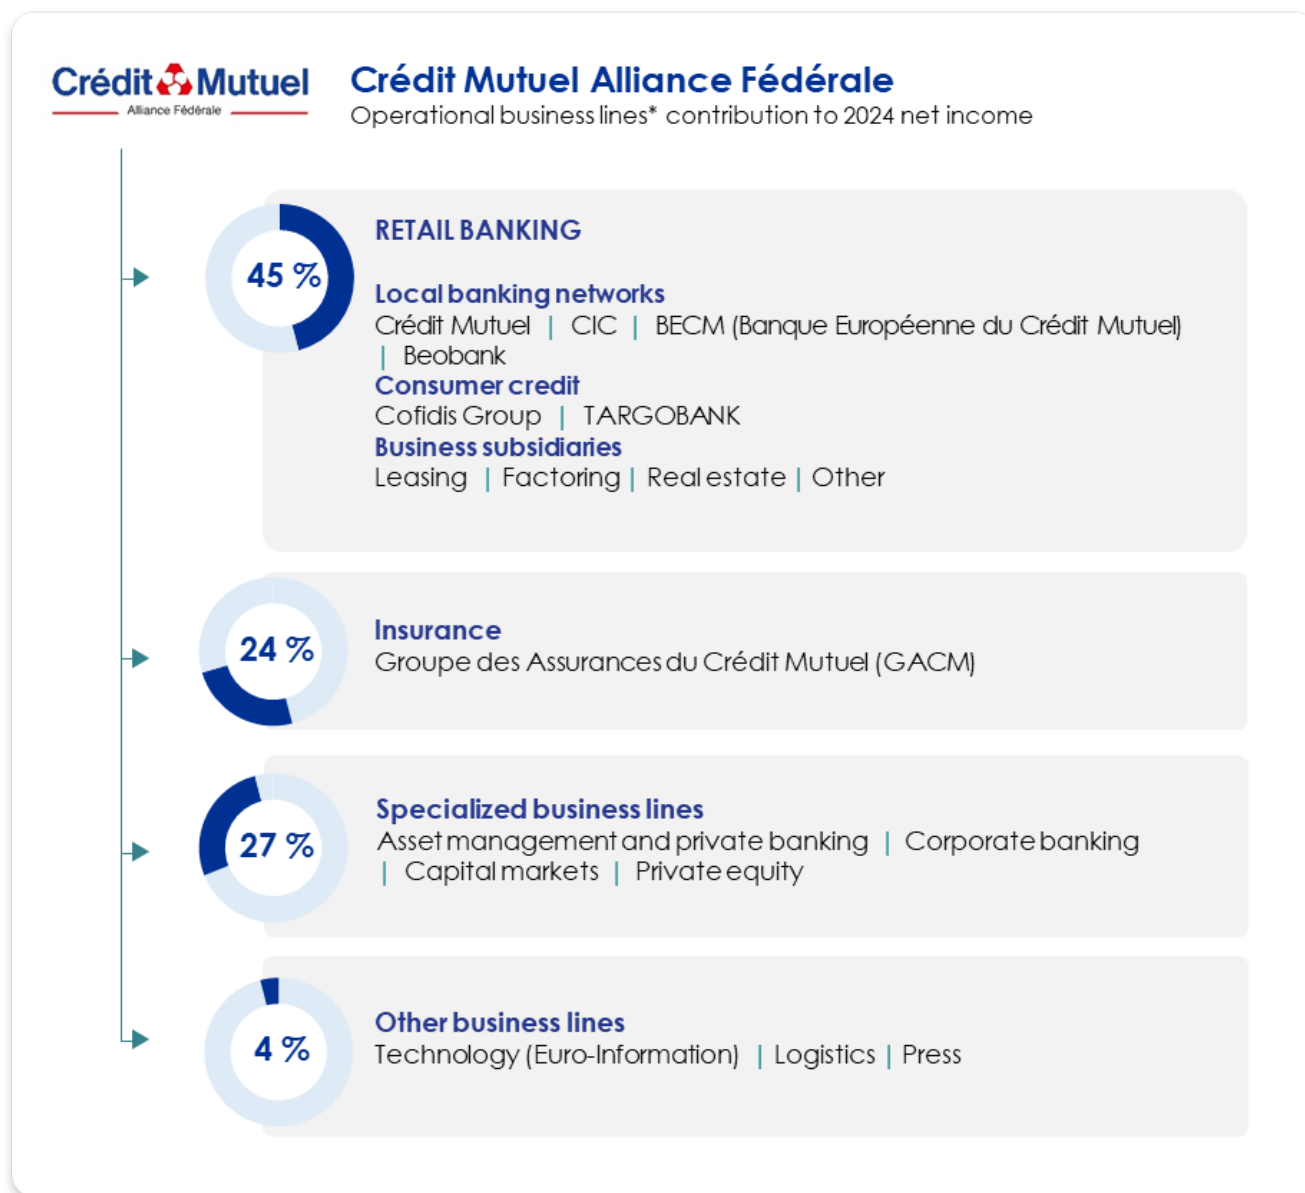 Crédit Mutuel
Alliance Fédérale
Crédit Mutuel Alliance Fédérale
Operational business lines* contribution to 2024 net income
45 %
RETAIL BANKING
Local banking networks
Crédit Mutuel | CIC | BECM (Banque Européenne du Crédit Mutuel)
| Beobank
Consumer credit
Cofidis Group | TARGOBANK
Business subsidiaries
Leasing | Factoring | Real estate | Other
24 %
Insurance
Groupe des Assurances du Crédit Mutuel (GACM)
27 %
Specialized business lines
Asset management and private banking | Corporate banking
| Capital markets | Private equity
4 %
Other business lines
Technology (Euro-Information) | Logistics | Press